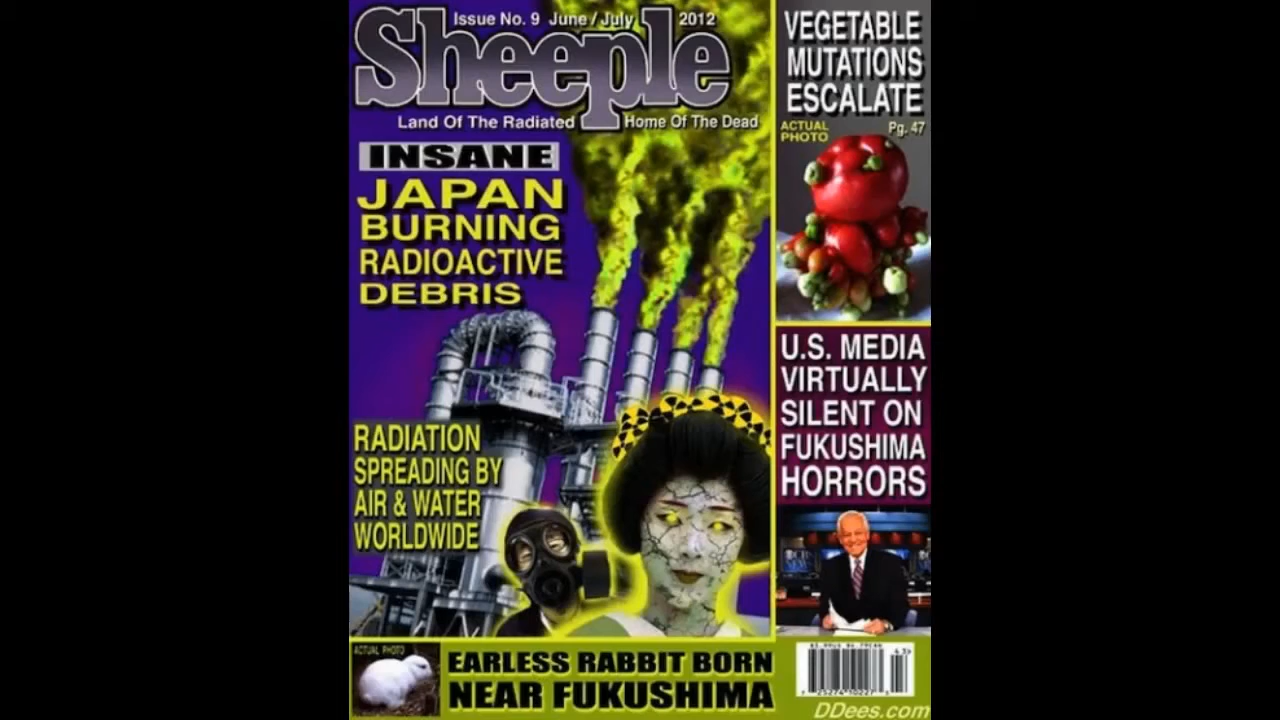 Issue No. 9 June / July 2012
Sheeple
Land Of The Radiated Home Of The Dead
INSANE
JAPAN
BURNING
RADIOACTIVE
DEBRIS
RADIATION
SPREADING BY
AIR & WATER
WORLDWIDE
VEGETABLE
MUTATIONS
ESCALATE
ACTUAL
PHOTO
Pg. 47
U.S. MEDIA
VIRTUALLY
SILENT ON
FUKUSHIMA
HORRORS
ACTUAL PHOTO
EARLESS RABBIT BORN
NEAR FUKUSHIMA
DDees.com